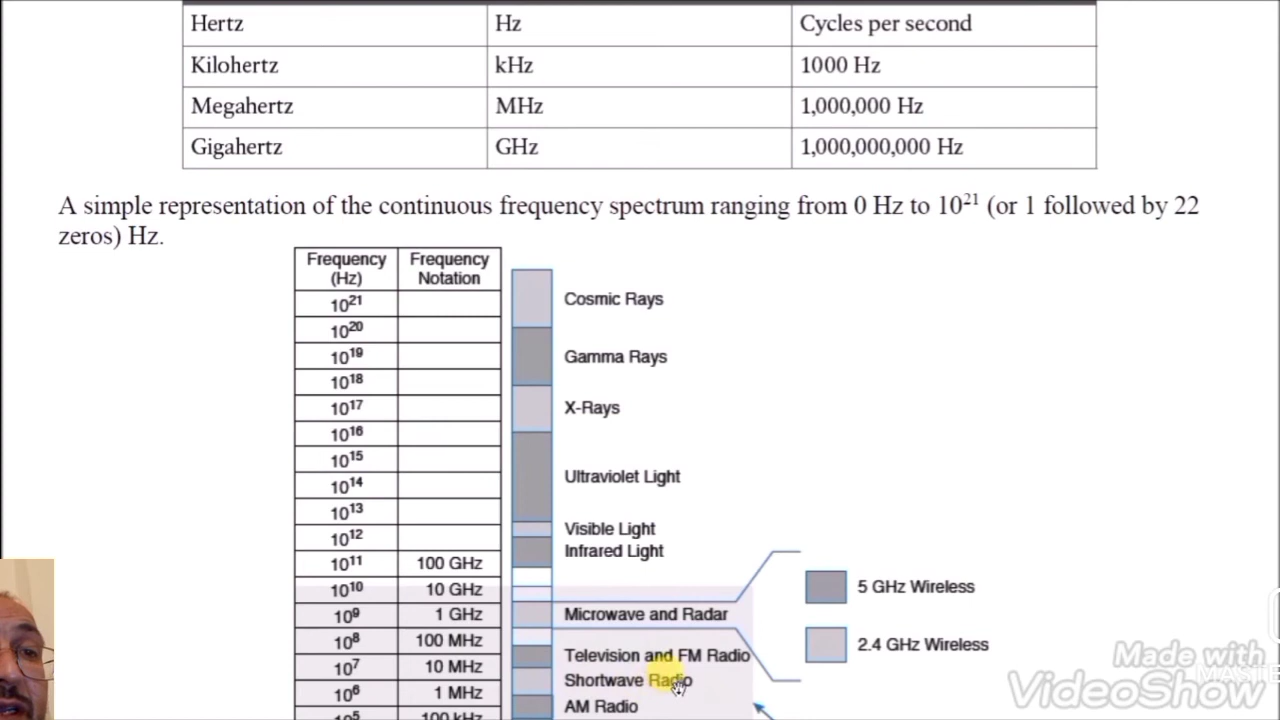 Hertz Hz Cycles per second
Kilohertz kHz 1000 Hz
Megahertz MHz 1,000,000 Hz
Gigahertz GHz 1,000,000,000 Hz
A simple representation of the continuous frequency spectrum ranging from 0 Hz to 10²¹ (or 1 followed by 22
zeros) Hz.
Frequency (Hz) Frequency Notation
10²¹
Cosmic Rays
10²⁰
10¹⁹
Gamma Rays
10¹⁸
10¹⁷
X-Rays
10¹⁶
10¹⁵
10¹⁴
Ultraviolet Light
10¹³
10¹²
Visible Light
Infrared Light
10¹¹ 100 GHz
10¹⁰ 10 GHz
5 GHz Wireless
10⁹ 1 GHz Microwave and Radar
10⁸ 100 MHz
2.4 GHz Wireless
Television and FM Radio
10⁷ 10 MHz
Shortwave Radio
10⁶ 1 MHz
AM Radio
10⁵ 100 kHz
Made with
VideoShow